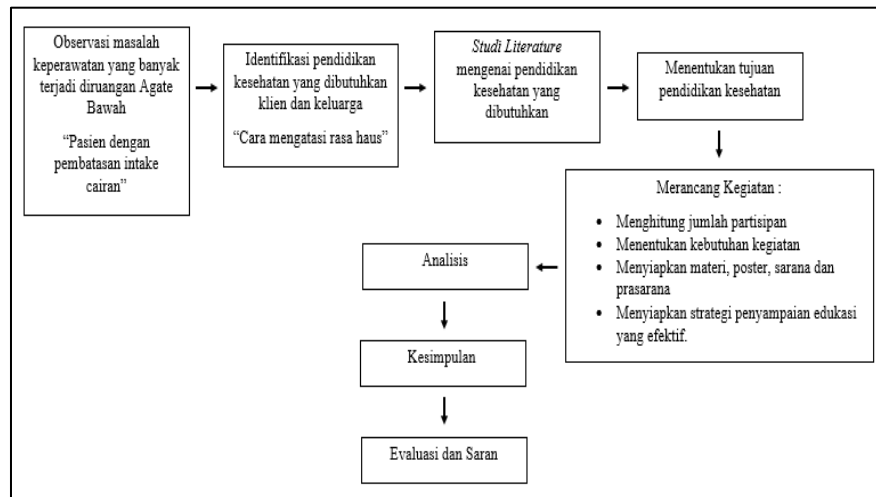 Observasi masalah
keperawatan yang banyak
terjadi diruangan Agate
Bawah
“Pasien dengan
pembatasan intake
cairan”
Identifikasi pendidikan
kesehatan yang dibutuhkan
klien dan keluarga
“Cara mengatasi rasa haus”
Studi Literature
mengenai pendidikan
kesehatan yang
dibutuhkan
Menentukan tujuan
pendidikan kesehatan
Merancang Kegiatan :
• Menghitung jumlah partisipan
• Menentukan kebutuhan kegiatan
• Menyiapkan materi, poster, sarana dan
prasarana
• Menyiapkan strategi penyampaian edukasi
yang efektif.
Analisis
Kesimpulan
Evaluasi dan Saran